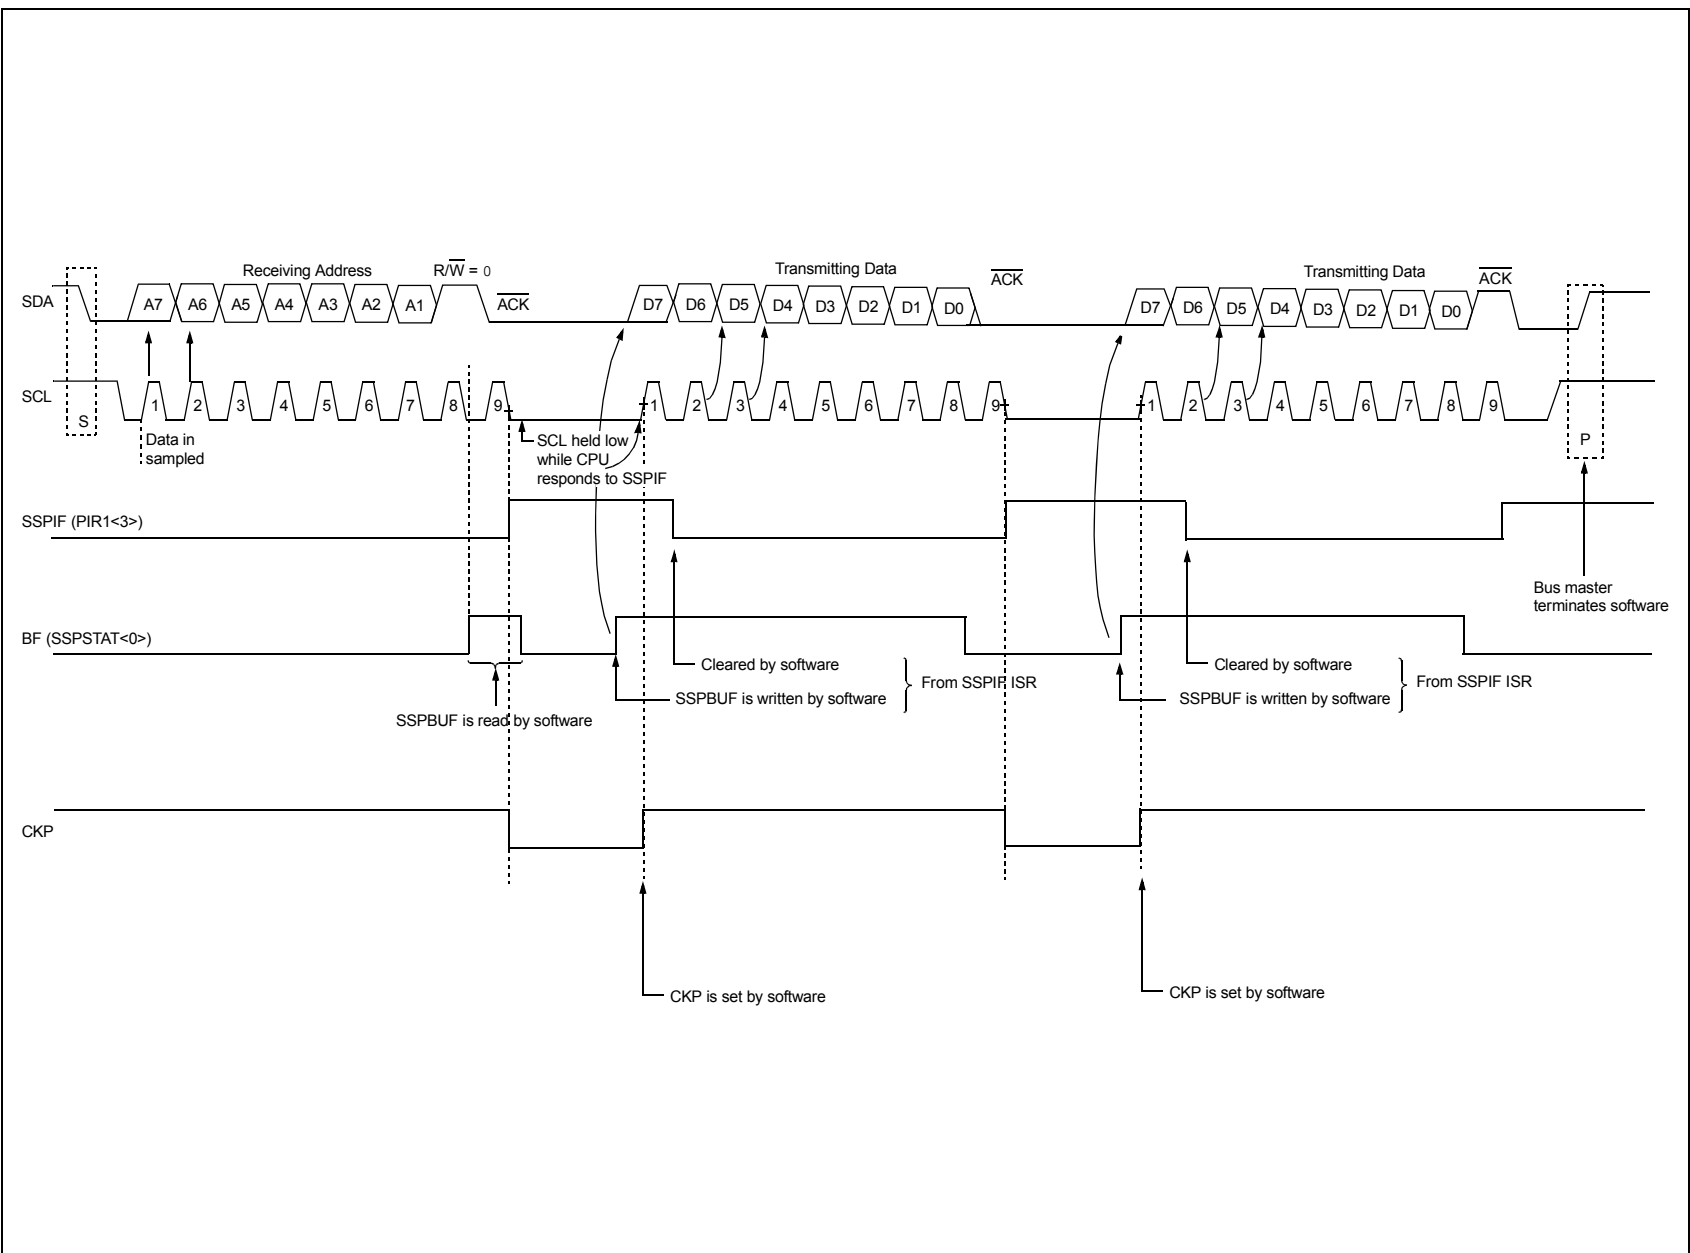 Receiving Address
R/W = 0
Transmitting Data
ACK
Transmitting Data
ACK
SDA
A7 A6 A5 A4 A3 A2 A1
ACK
D7 D6 D5 D4 D3 D2 D1 D0
D7 D6 D5 D4 D3 D2 D1 D0
SCL
S
1 2 3 4 5 6 7 8 9
1 2 3 4 5 6 7 8 9
1 2 3 4 5 6 7 8 9
P
Data in
sampled
SCL held low
while CPU
responds to SSPIF
SSPIF (PIR1<3>)
Bus master
terminates software
BF (SSPSTAT<0>)
Cleared by software
SSPBUF is written by software
From SSPIF ISR
Cleared by software
SSPBUF is written by software
From SSPIF ISR
SSPBUF is read by software
CKP
CKP is set by software
CKP is set by software